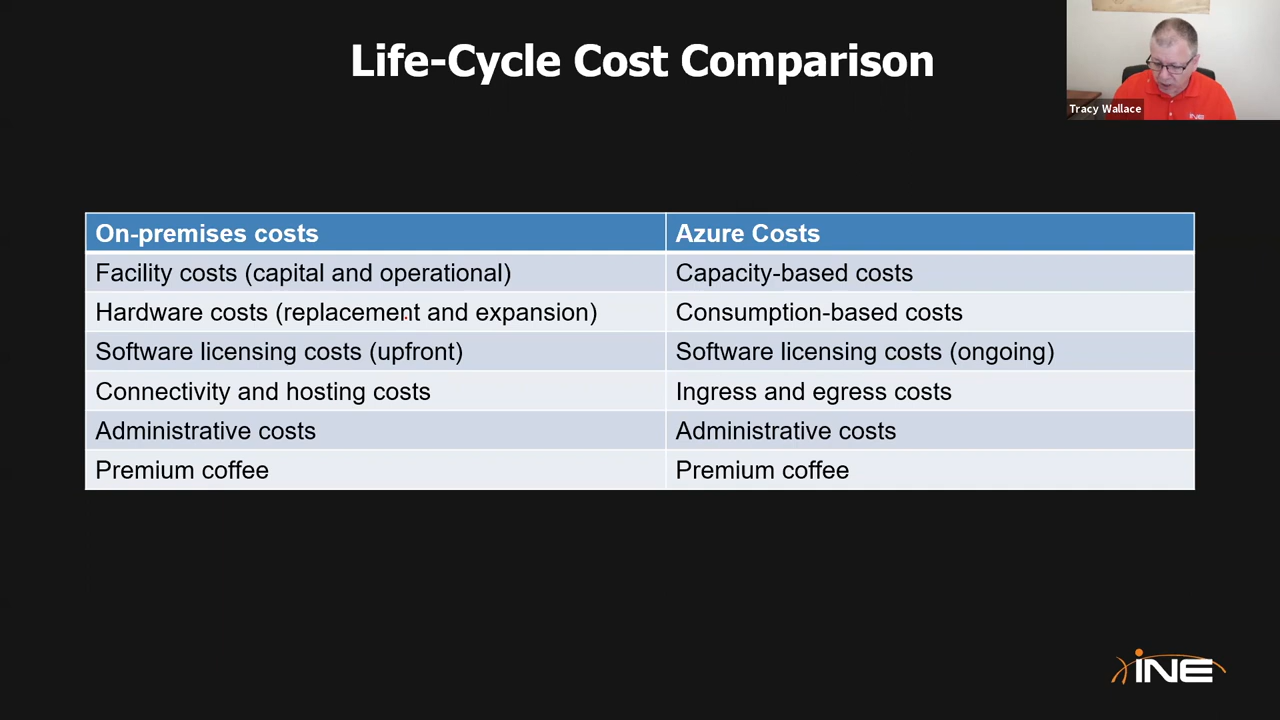 Life-Cycle Cost Comparison
Tracy Wallace
On-premises costs
Azure Costs
Facility costs (capital and operational)
Capacity-based costs
Hardware costs (replacement and expansion)
Consumption-based costs
Software licensing costs (upfront)
Software licensing costs (ongoing)
Connectivity and hosting costs
Ingress and egress costs
Administrative costs
Administrative costs
Premium coffee
Premium coffee
iNE
iNE